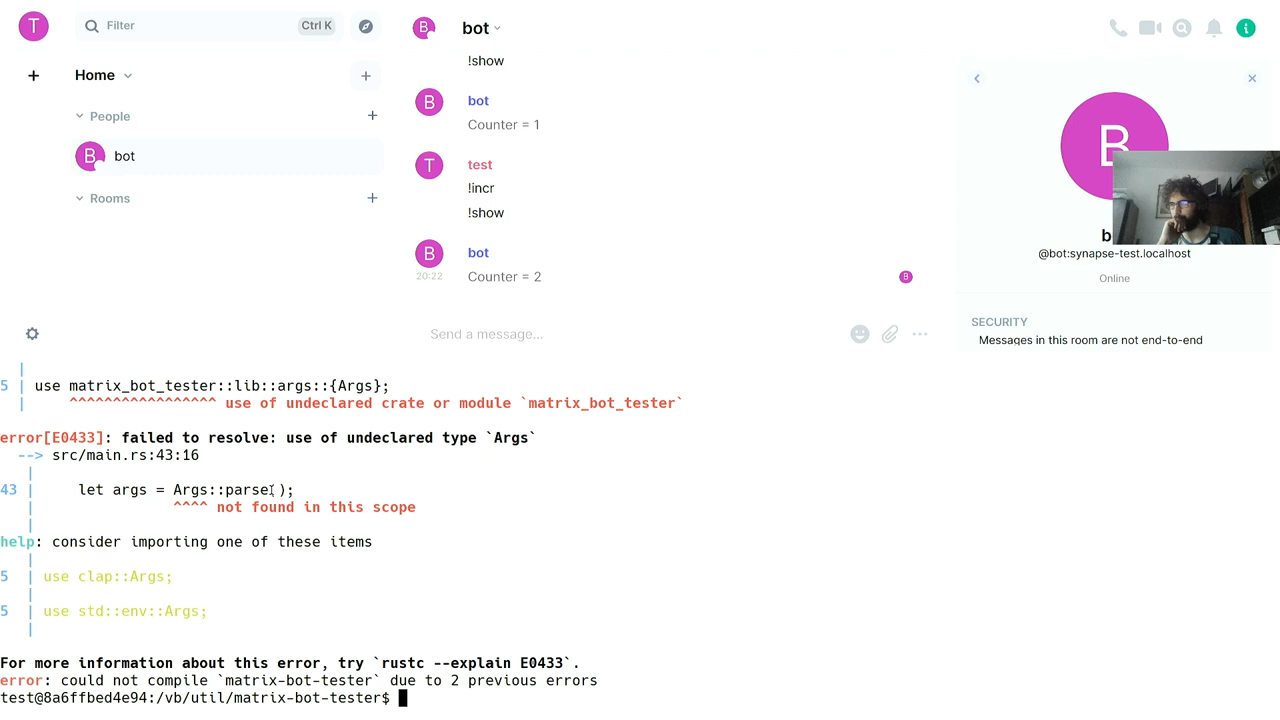 T
Filter
Ctrl K
B
bot
!show
Home
B
bot
Counter = 1
People
B
bot
T
test
!incr
!show
Rooms
B
bot
20:22
Counter = 2
B
B
b
@bot:synapse-test.localhost
Online
SECURITY
Messages in this room are not end-to-end
Send a message...
|
5 | use matrix_bot_tester::lib::args::{Args};
| ^^^^^^^^^^^^^^^^^ use of undeclared crate or module `matrix_bot_tester`
error[E0433]: failed to resolve: use of undeclared type `Args`
--> src/main.rs:43:16
|
43 | let args = Args::parse();
| ^^^^ not found in this scope
|
help: consider importing one of these items
|
5 | use clap::Args;
|
5 | use std::env::Args;
|
For more information about this error, try `rustc --explain E0433`.
error: could not compile `matrix-bot-tester` due to 2 previous errors
test@8a6ffbed4e94:/vb/util/matrix-bot-tester$